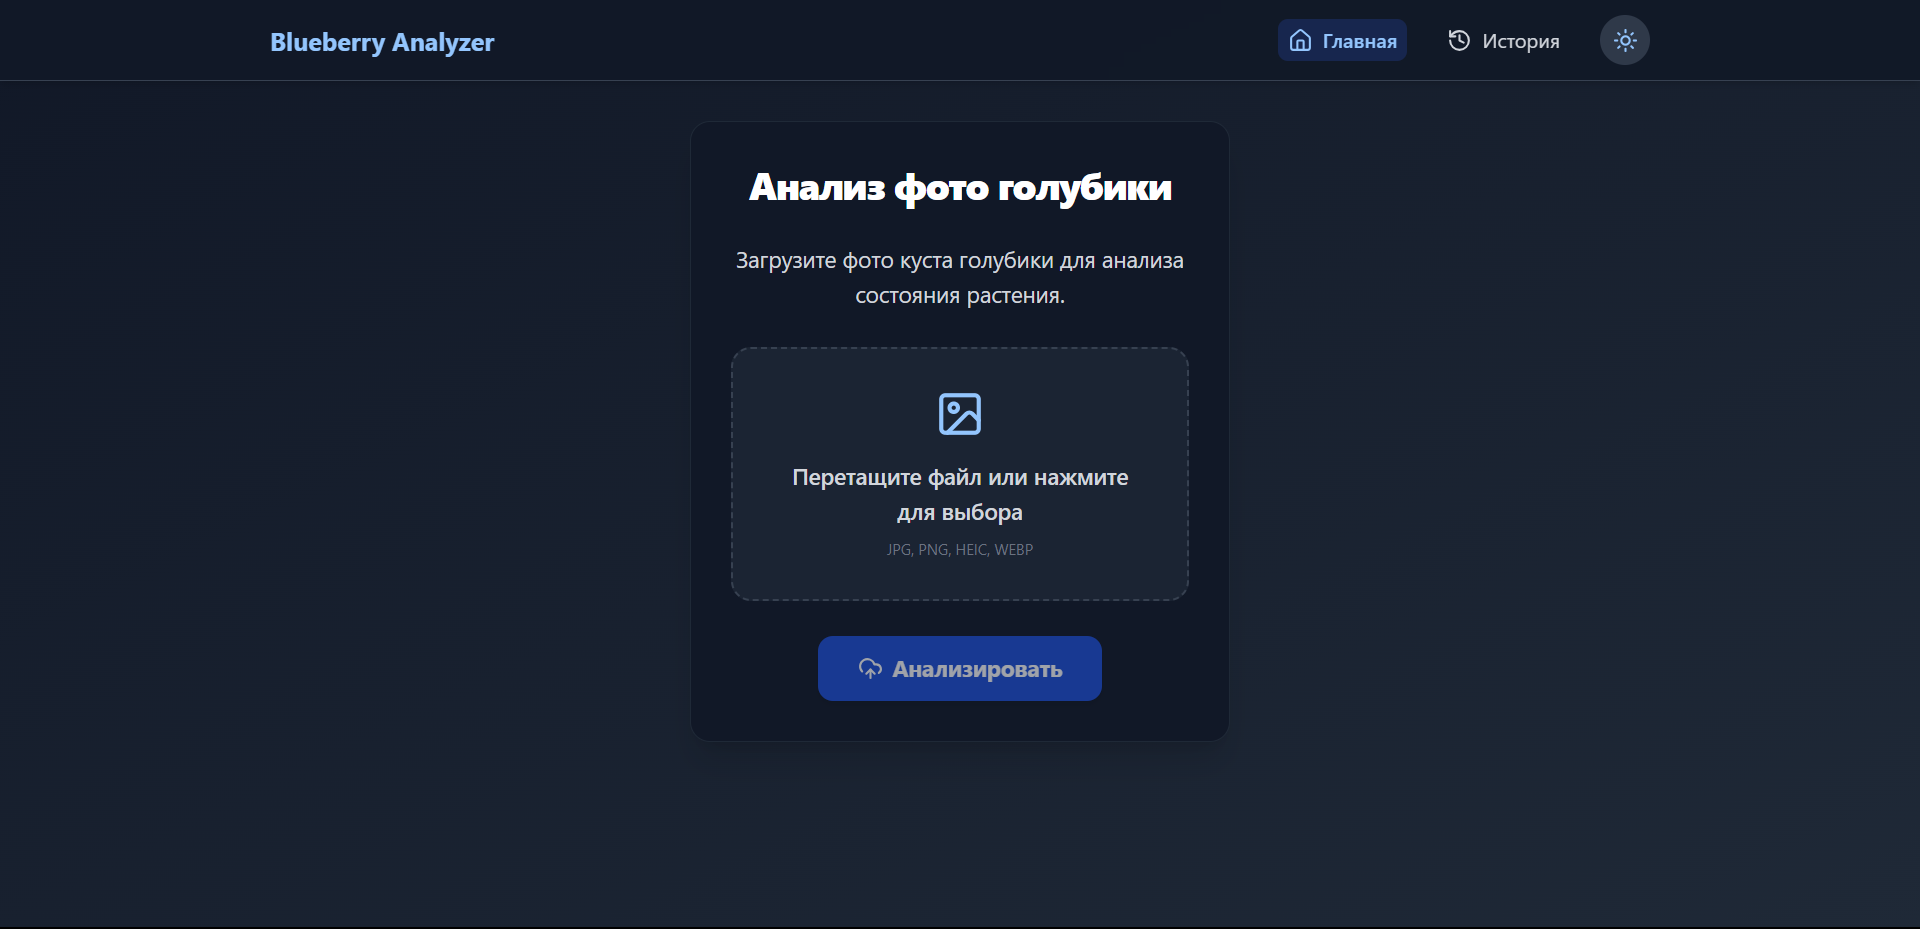 Blueberry Analyzer
Главная
История
Анализ фото голубики
Загрузите фото куста голубики для анализа
состояния растения.
Перетащите файл или нажмите
для выбора
JPG, PNG, HEIC, WEBP
Анализировать